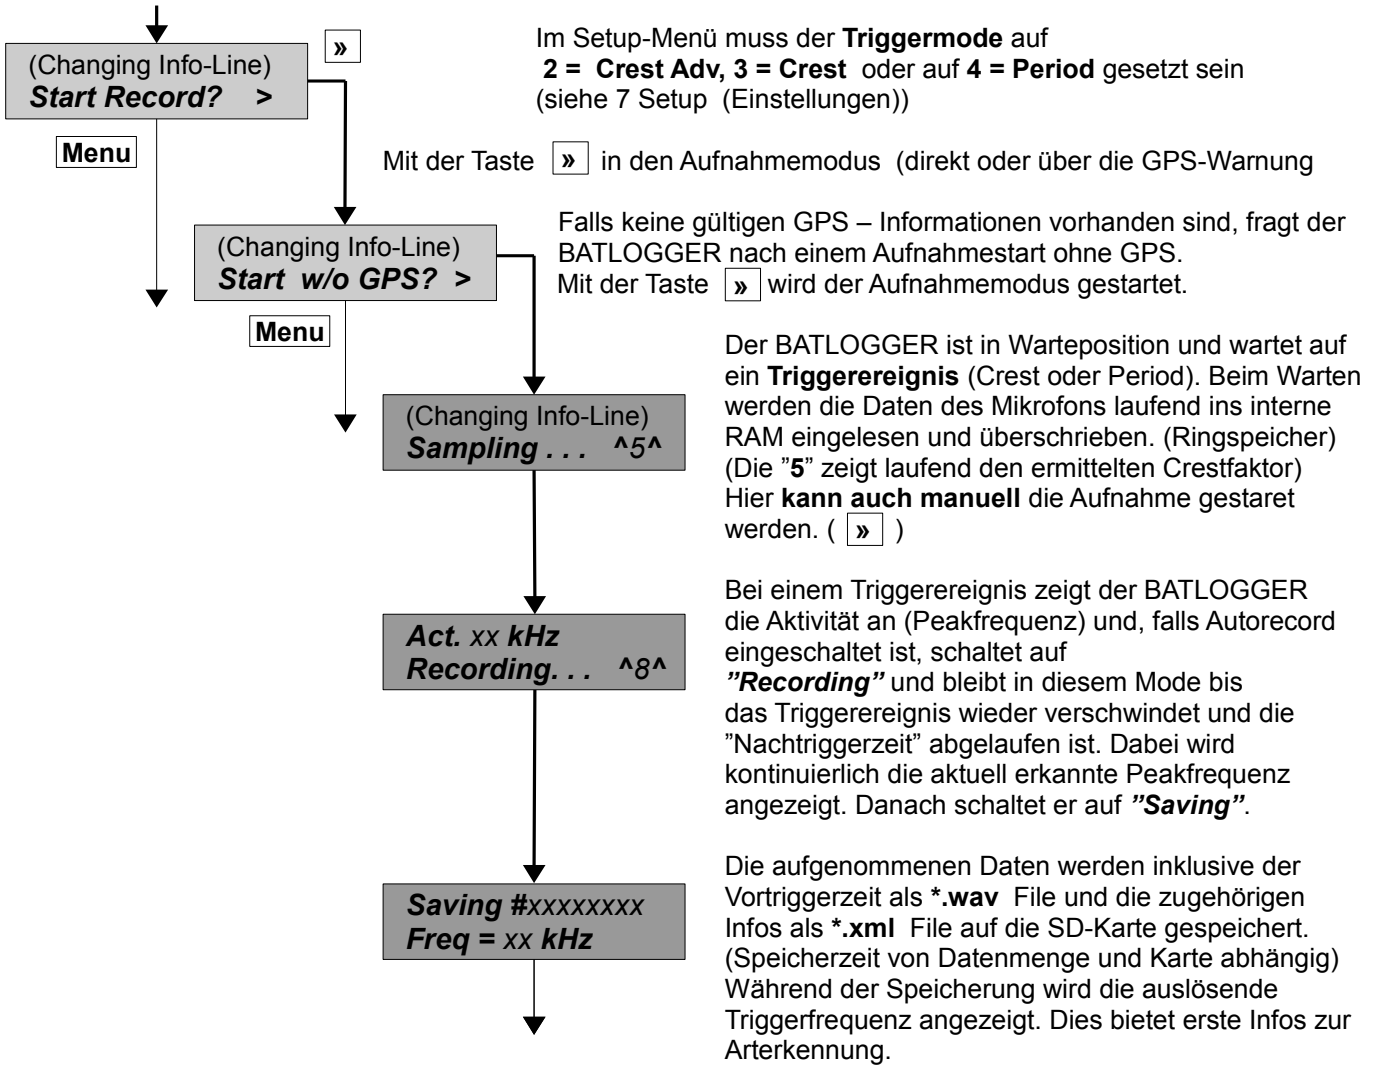 »
(Changing Info-Line)
Start Record? >
Im Setup-Menü muss der Triggermode auf
2 = Crest Adv, 3 = Crest oder auf 4 = Period gesetzt sein
(siehe 7 Setup (Einstellungen))
Menu
Mit der Taste » in den Aufnahmemodus (direkt oder über die GPS-Warnung
(Changing Info-Line)
Start w/o GPS? >
Falls keine gültigen GPS – Informationen vorhanden sind, fragt der
BATLOGGER nach einem Aufnahmestart ohne GPS.
Mit der Taste » wird der Aufnahmemodus gestartet.
Menu
(Changing Info-Line)
Sampling . . . ^5^
Der BATLOGGER ist in Warteposition und wartet auf
ein Triggerereignis (Crest oder Period). Beim Warten
werden die Daten des Mikrofons laufend ins interne
RAM eingelesen und überschrieben. (Ringspeicher)
(Die ”5” zeigt laufend den ermittelten Crestfaktor)
Hier kann auch manuell die Aufnahme gestaret
werden. ( » )
Act. xx kHz
Recording. . . ^8^
Bei einem Triggerereignis zeigt der BATLOGGER
die Aktivität an (Peakfrequenz) und, falls Autorecord
eingeschaltet ist, schaltet auf
”Recording” und bleibt in diesem Mode bis
das Triggerereignis wieder verschwindet und die
”Nachtriggerzeit” abgelaufen ist. Dabei wird
kontinuierlich die aktuell erkannte Peakfrequenz
angezeigt. Danach schaltet er auf ”Saving”.
Saving #xxxxxxxx
Freq = xx kHz
Die aufgenommenen Daten werden inklusive der
Vortriggerzeit als *.wav File und die zugehörigen
Infos als *.xml File auf die SD-Karte gespeichert.
(Speicherzeit von Datenmenge und Karte abhängig)
Während der Speicherung wird die auslösende
Triggerfrequenz angezeigt. Dies bietet erste Infos zur
Arterkennung.